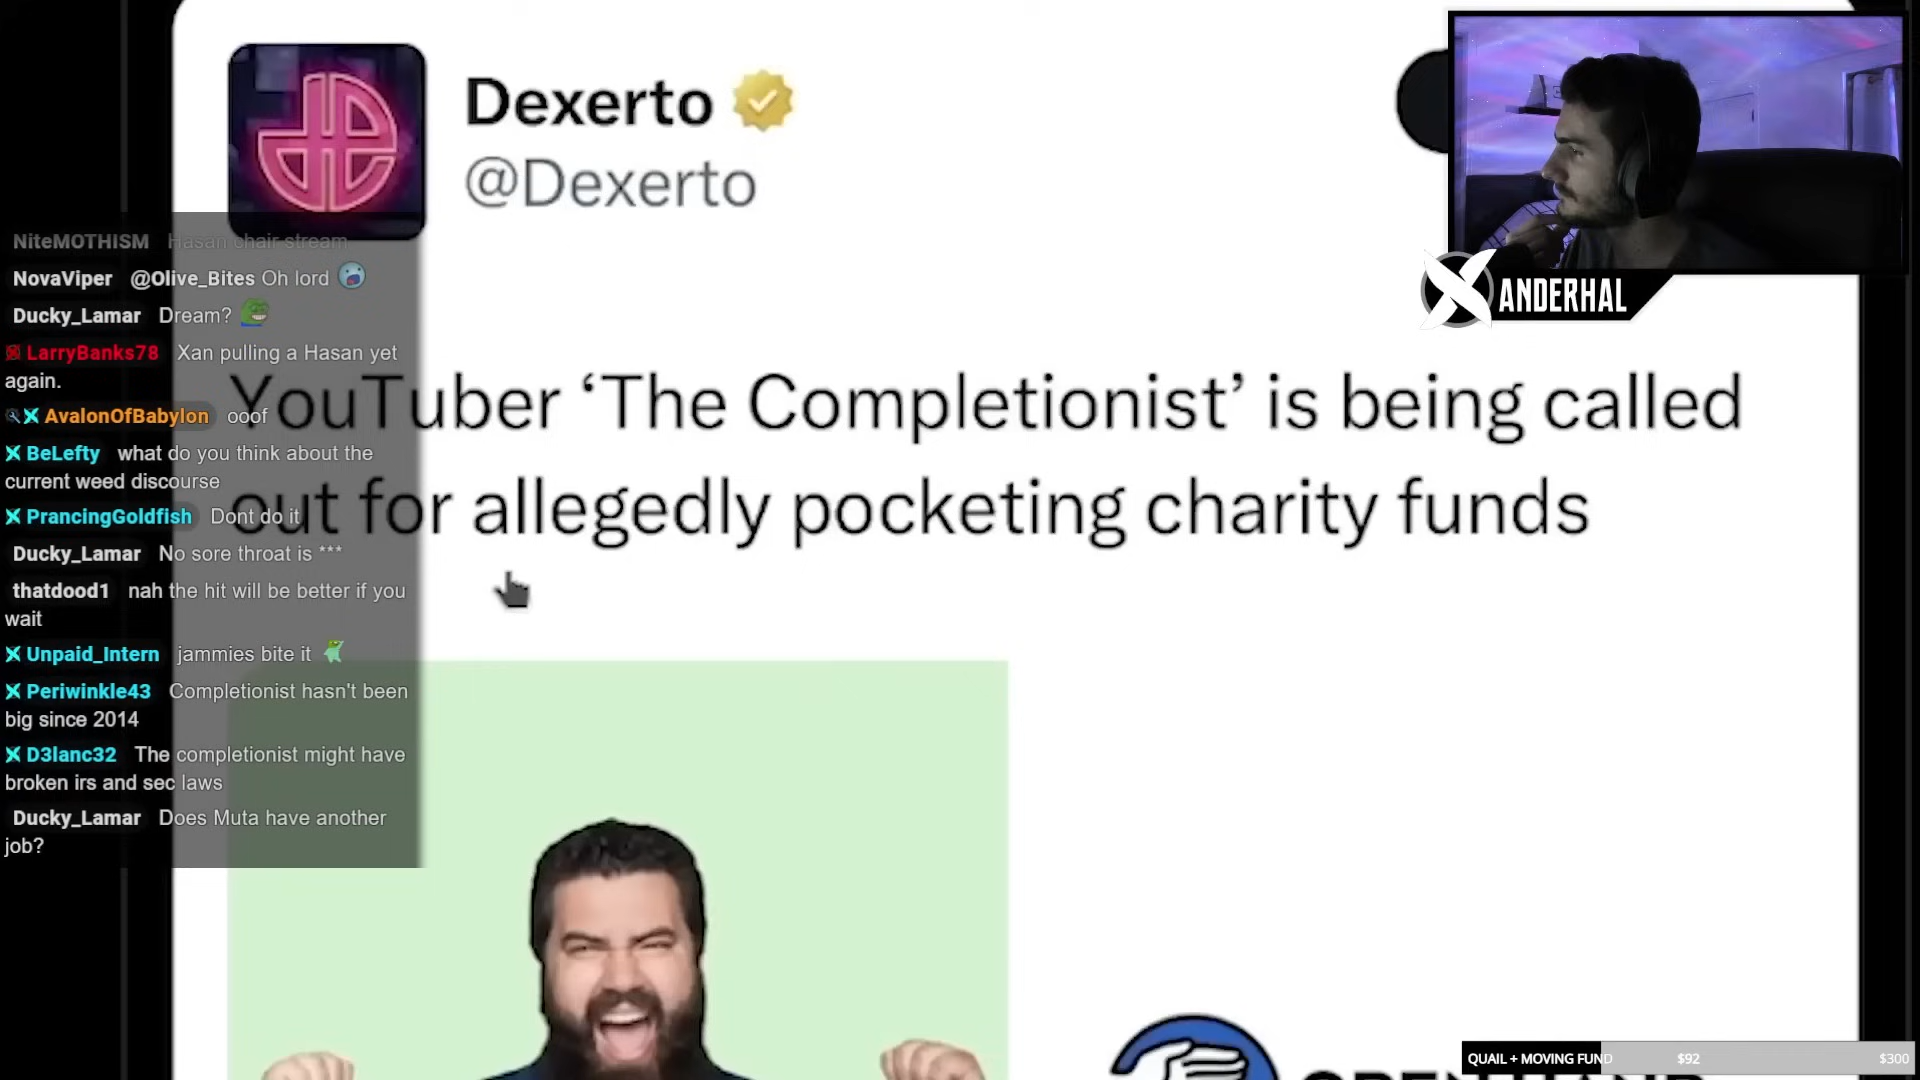 Dexerto
@Dexerto
YouTuber ‘The Completionist’ is being called
out for allegedly pocketing charity funds
NiteMOTHISM Hasan chair stream
NovaViper @Olive_Bites Oh lord
Ducky_Lamar Dream?
LarryBanks78 Xan pulling a Hasan yet
again.
AvalonOfBabylon ooof
BeLefty what do you think about the
current weed discourse
PrancingGoldfish Dont do it
Ducky_Lamar No sore throat is ***
thatdood1 nah the hit will be better if you
wait
Unpaid_Intern jammies bite it
Periwinkle43 Completionist hasn't been
big since 2014
D3lanc32 The completionist might have
broken irs and sec laws
Ducky_Lamar Does Muta have another
job?
XANDERHAL
QUAIL + MOVING FUND $92 $300